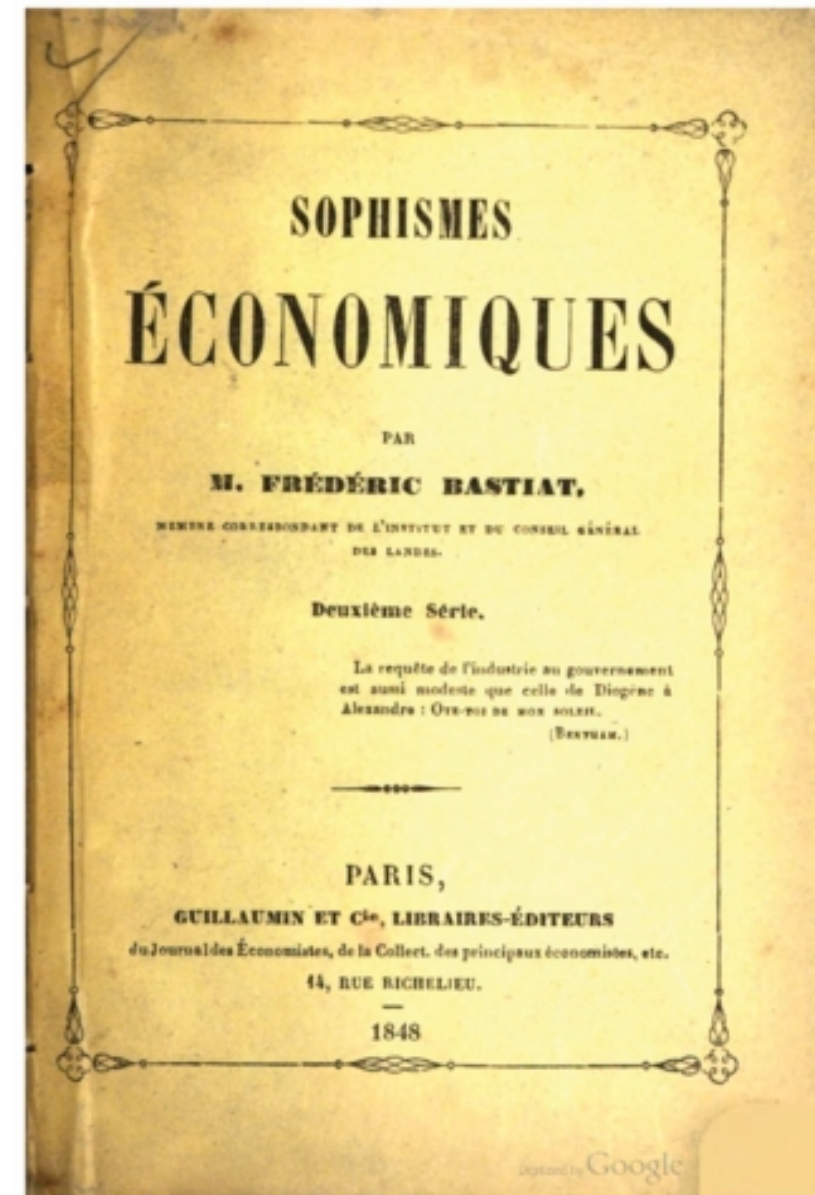 SOPHISMES
ÉCONOMIQUES
PAR
M. FRÉDÉRIC BASTIAT,
MEMBRE CORRESPONDANT DE L'INSTITUT ET DU CONSEIL GÉNÉRAL
DES LANDES.
Deuxième Série.
La requête de l'industrie au gouvernement
est aussi modeste que celle de Diogène à
Alexandre : OTE-TOI DE MON SOLEIL.
(BENTHAM.)
PARIS,
GUILLAUMIN ET Cie, LIBRAIRES-ÉDITEURS
du Journal des Économistes, de la Collect. des principaux économistes, etc.
14, RUE RICHELIEU.
1848
Digitized by Google